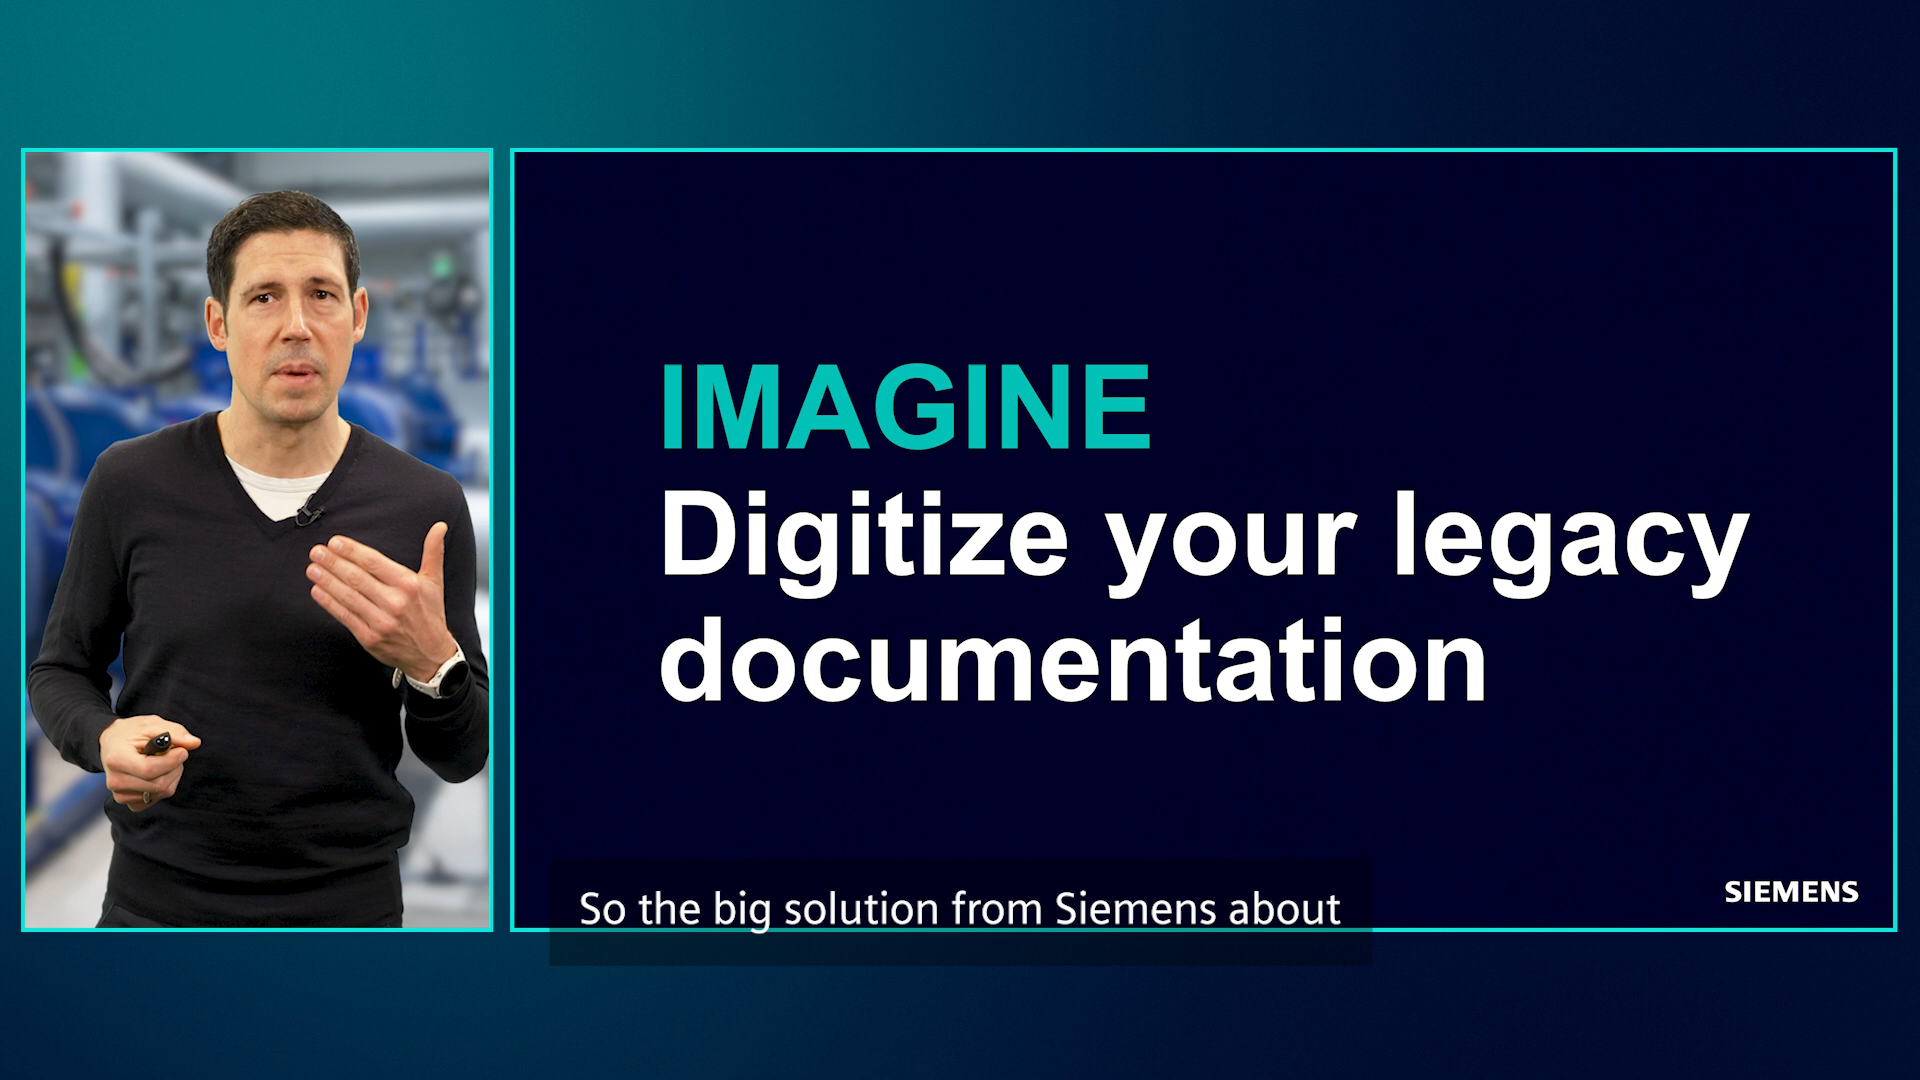 IMAGINE
Digitize your legacy
documentation
SIEMENS
So the big solution from Siemens about